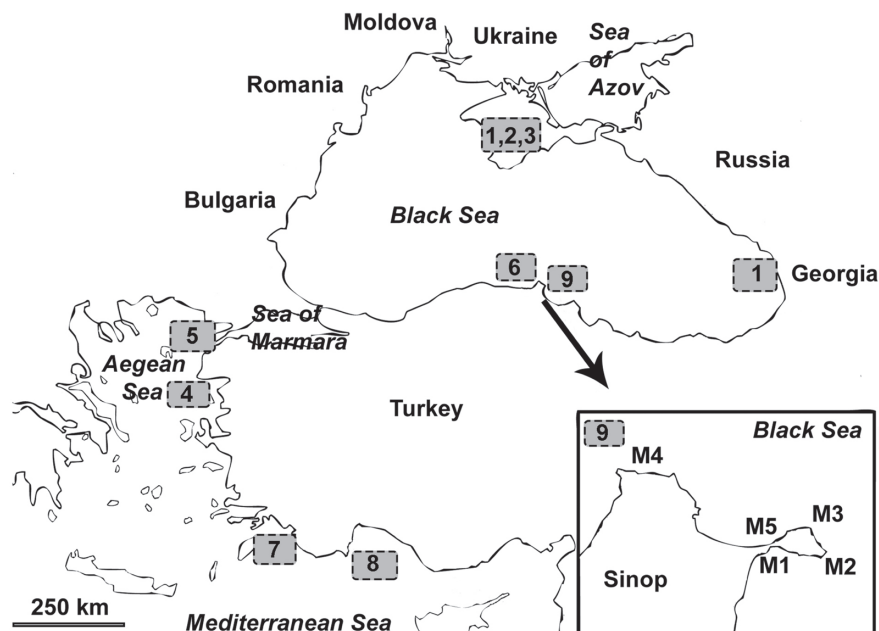 Moldova
Ukraine
Sea
of
Azov
Romania
1,2,3
Russia
Bulgaria
Black Sea
6
9
1
Georgia
Sea of
Marmara
5
Aegean
Sea
4
Turkey
9
Black Sea
M4
M5
M3
M1
M2
Sinop
7
8
250 km
Mediterranean Sea